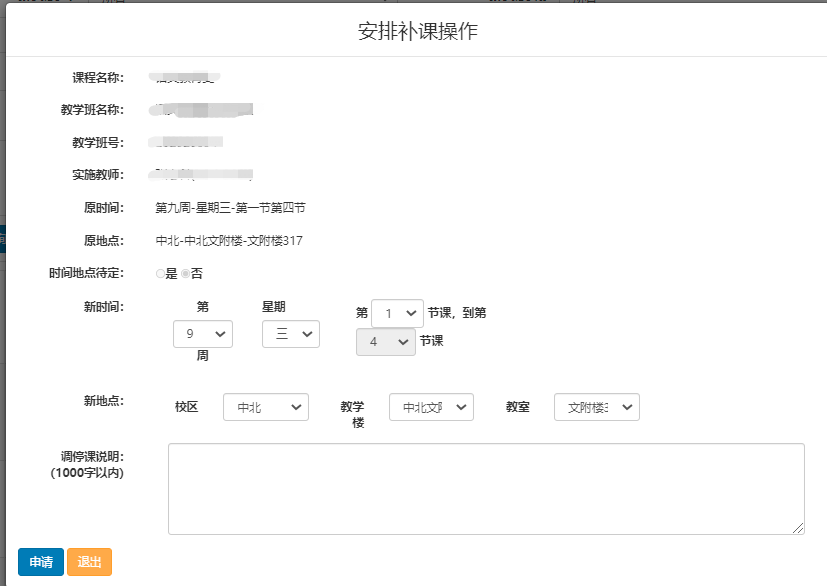 安排补课操作
课程名称：
教学班名称：
教学班号：
实施教师：
原时间： 第九周-星期三-第一节第四节
原地点： 中北-中北文附楼-文附楼317
时间地点待定： 是 否
新时间： 第 9 周 星期 三 第 1 节课，到第 4 节课
新地点： 校区 中北 教学楼 中北文 教室 文附楼
调停课说明：
(1000字以内)
申请 退出